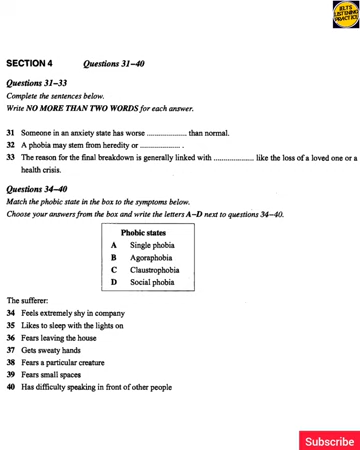 IELTS
LISTENING
PRACTICE
SECTION 4 Questions 31–40
Questions 31–33
Complete the sentences below.
Write NO MORE THAN TWO WORDS for each answer.
31 Someone in an anxiety state has worse .................... than normal.
32 A phobia may stem from heredity or .................... .
33 The reason for the final breakdown is generally linked with .................... like the loss of a loved one or a
health crisis.
Questions 34–40
Match the phobic state in the box to the symptoms below.
Choose your answers from the box and write the letters A–D next to questions 34–40.
Phobic states
A Single phobia
B Agoraphobia
C Claustrophobia
D Social phobia
The sufferer:
34 Feels extremely shy in company
35 Likes to sleep with the lights on
36 Fears leaving the house
37 Gets sweaty hands
38 Fears a particular creature
39 Fears small spaces
40 Has difficulty speaking in front of other people
Subscribe